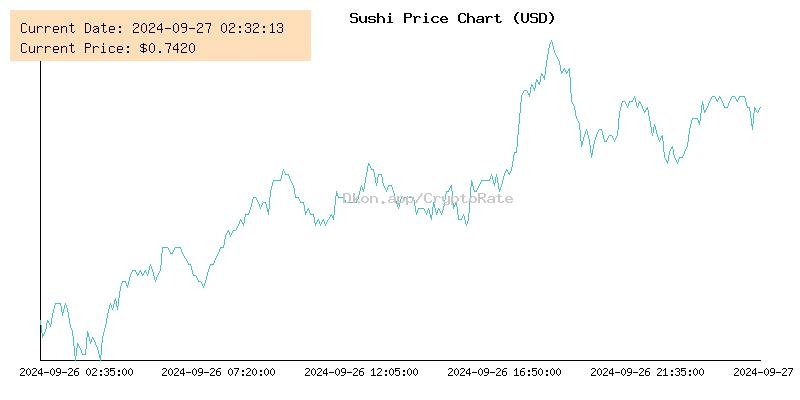 Sushi Price Chart (USD)
Current Date: 2024-09-27 02:32:13
Current Price: $0.7420
Dkon.app/CryptoRate
2024-09-26 02:35:00 2024-09-26 07:20:00 2024-09-26 12:05:00 2024-09-26 16:50:00 2024-09-26 21:35:00 2024-09-27